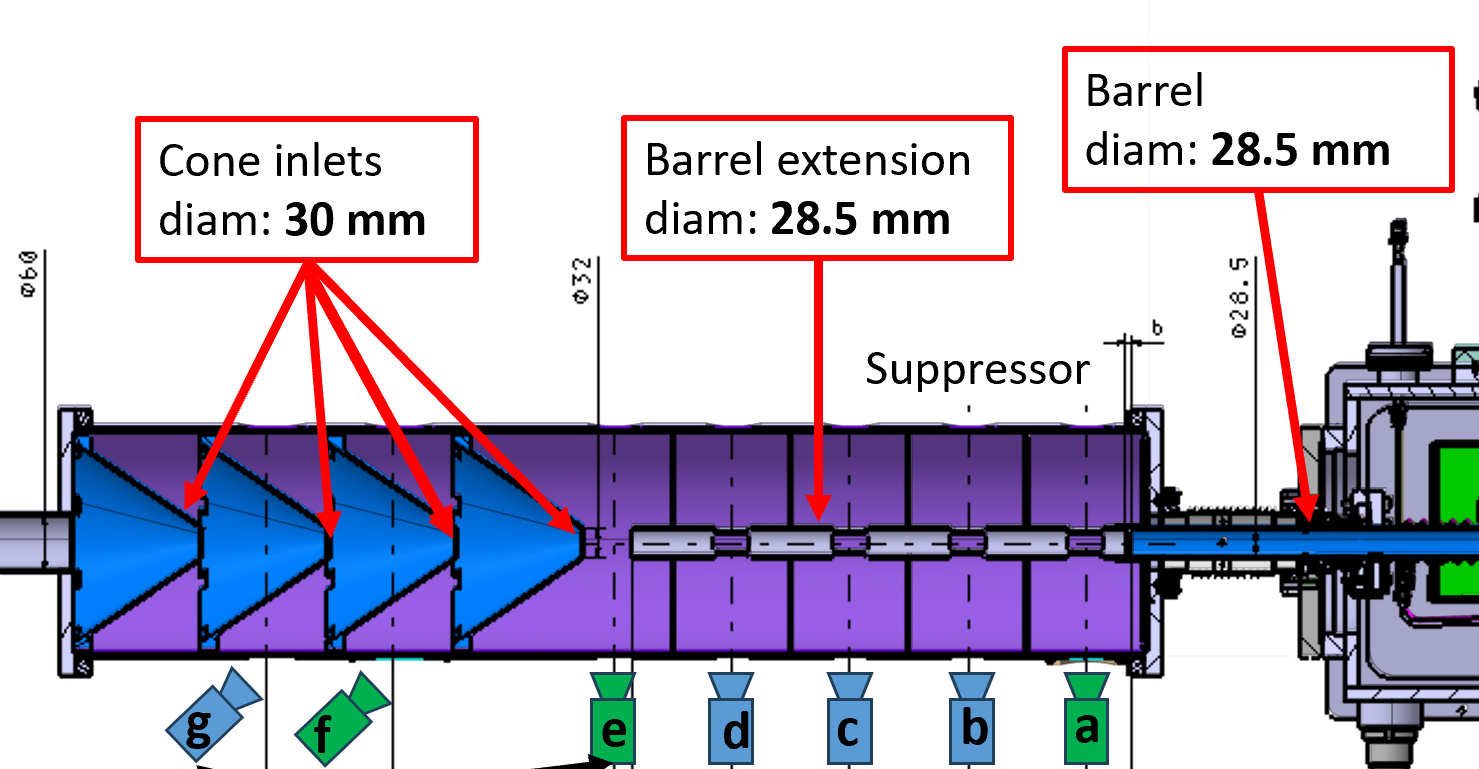 Barrel
diam: 28.5 mm
Cone inlets
diam: 30 mm
Barrel extension
diam: 28.5 mm
Φ60
Φ32
Φ28.5
Suppressor
g
f
e
d
c
b
a